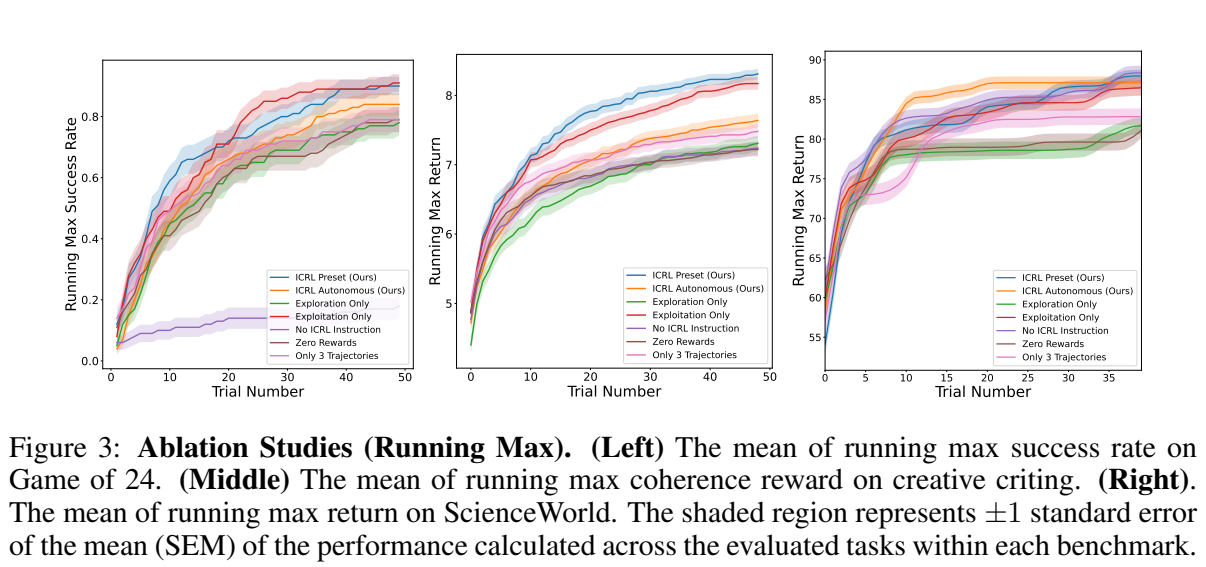 Running Max Success Rate
0.8
0.6
0.4
0.2
0.0
0 10 20 30 40 50
Trial Number
ICRL Preset (Ours)
ICRL Autonomous (Ours)
Exploration Only
Exploitation Only
No ICRL Instruction
Zero Rewards
Only 3 Trajectories
Running Max Return
8
7
6
5
0 10 20 30 40 50
Trial Number
ICRL Preset (Ours)
ICRL Autonomous (Ours)
Exploration Only
Exploitation Only
No ICRL Instruction
Zero Rewards
Only 3 Trajectories
Running Max Return
90
85
80
75
70
65
60
55
0 5 10 15 20 25 30 35
Trial Number
ICRL Preset (Ours)
ICRL Autonomous (Ours)
Exploration Only
Exploitation Only
No ICRL Instruction
Zero Rewards
Only 3 Trajectories
Figure 3: Ablation Studies (Running Max). (Left) The mean of running max success rate on
Game of 24. (Middle) The mean of running max coherence reward on creative criting. (Right).
The mean of running max return on ScienceWorld. The shaded region represents ±1 standard error
of the mean (SEM) of the performance calculated across the evaluated tasks within each benchmark.